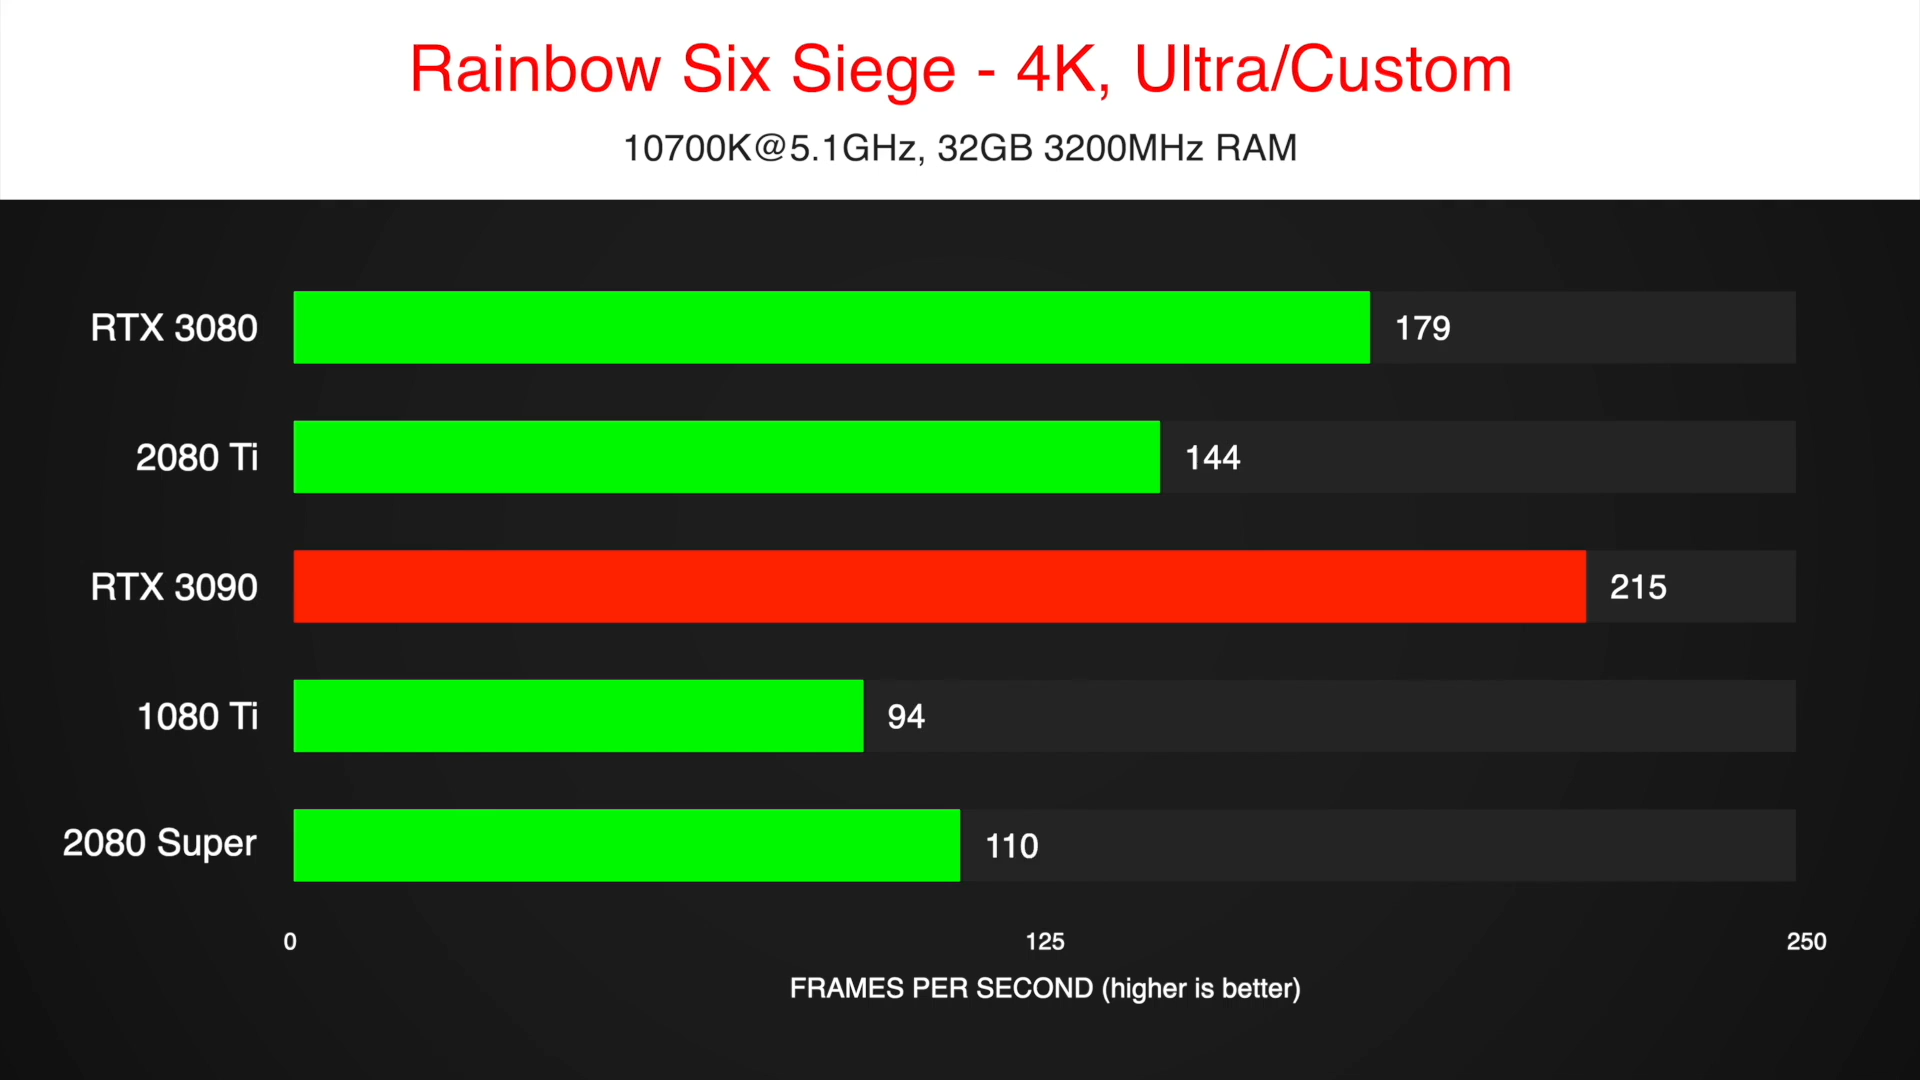 Rainbow Six Siege - 4K, Ultra/Custom
10700K@5.1GHz, 32GB 3200MHz RAM
RTX 3080 179
2080 Ti 144
RTX 3090 215
1080 Ti 94
2080 Super 110
0 125 250
FRAMES PER SECOND (higher is better)